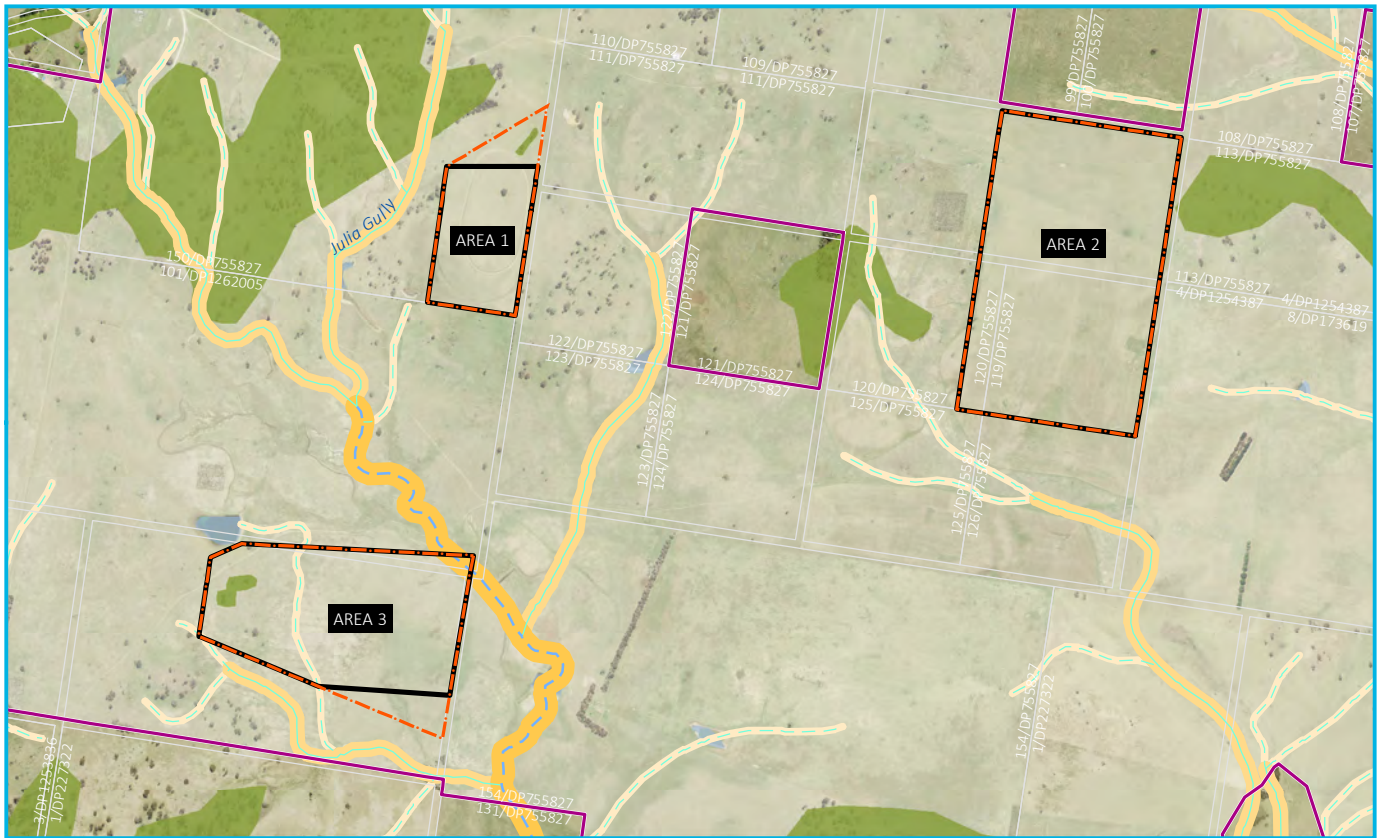 110/DP755827
111/DP755827
109/DP755827
111/DP755827
99/DP755827
100/DP755827
108/DP755827
107/DP755827
108/DP755827
113/DP755827
Julia Gully
AREA 1
AREA 2
150/DP755827
101/DP1262005
122/DP755827
121/DP755827
113/DP755827
4/DP1254387
4/DP1254387
8/DP173619
122/DP755827
123/DP755827
121/DP755827
124/DP755827
120/DP755827
119/DP755827
120/DP755827
125/DP755827
123/DP755827
124/DP755827
125/DP755827
126/DP755827
AREA 3
154/DP755827
1/DP227322
3/DP1253836
1/DP227322
154/DP755827
131/DP755827